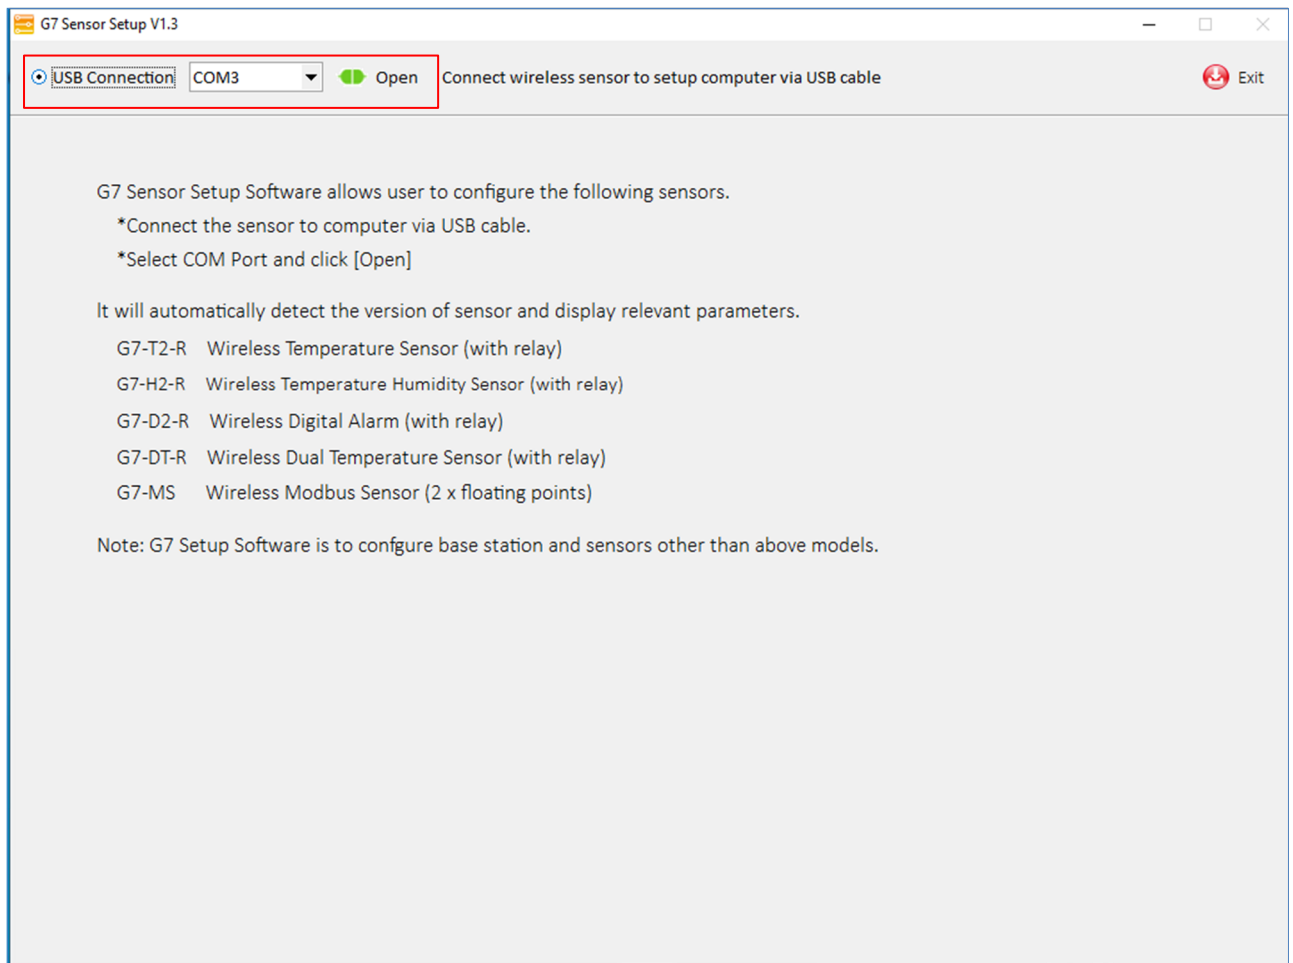 G7 Sensor Setup V1.3
USB Connection COM3 Open Connect wireless sensor to setup computer via USB cable Exit
G7 Sensor Setup Software allows user to configure the following sensors.
*Connect the sensor to computer via USB cable.
*Select COM Port and click [Open]
It will automatically detect the version of sensor and display relevant parameters.
G7-T2-R Wireless Temperature Sensor (with relay)
G7-H2-R Wireless Temperature Humidity Sensor (with relay)
G7-D2-R Wireless Digital Alarm (with relay)
G7-DT-R Wireless Dual Temperature Sensor (with relay)
G7-MS Wireless Modbus Sensor (2 x floating points)
Note: G7 Setup Software is to confgure base station and sensors other than above models.